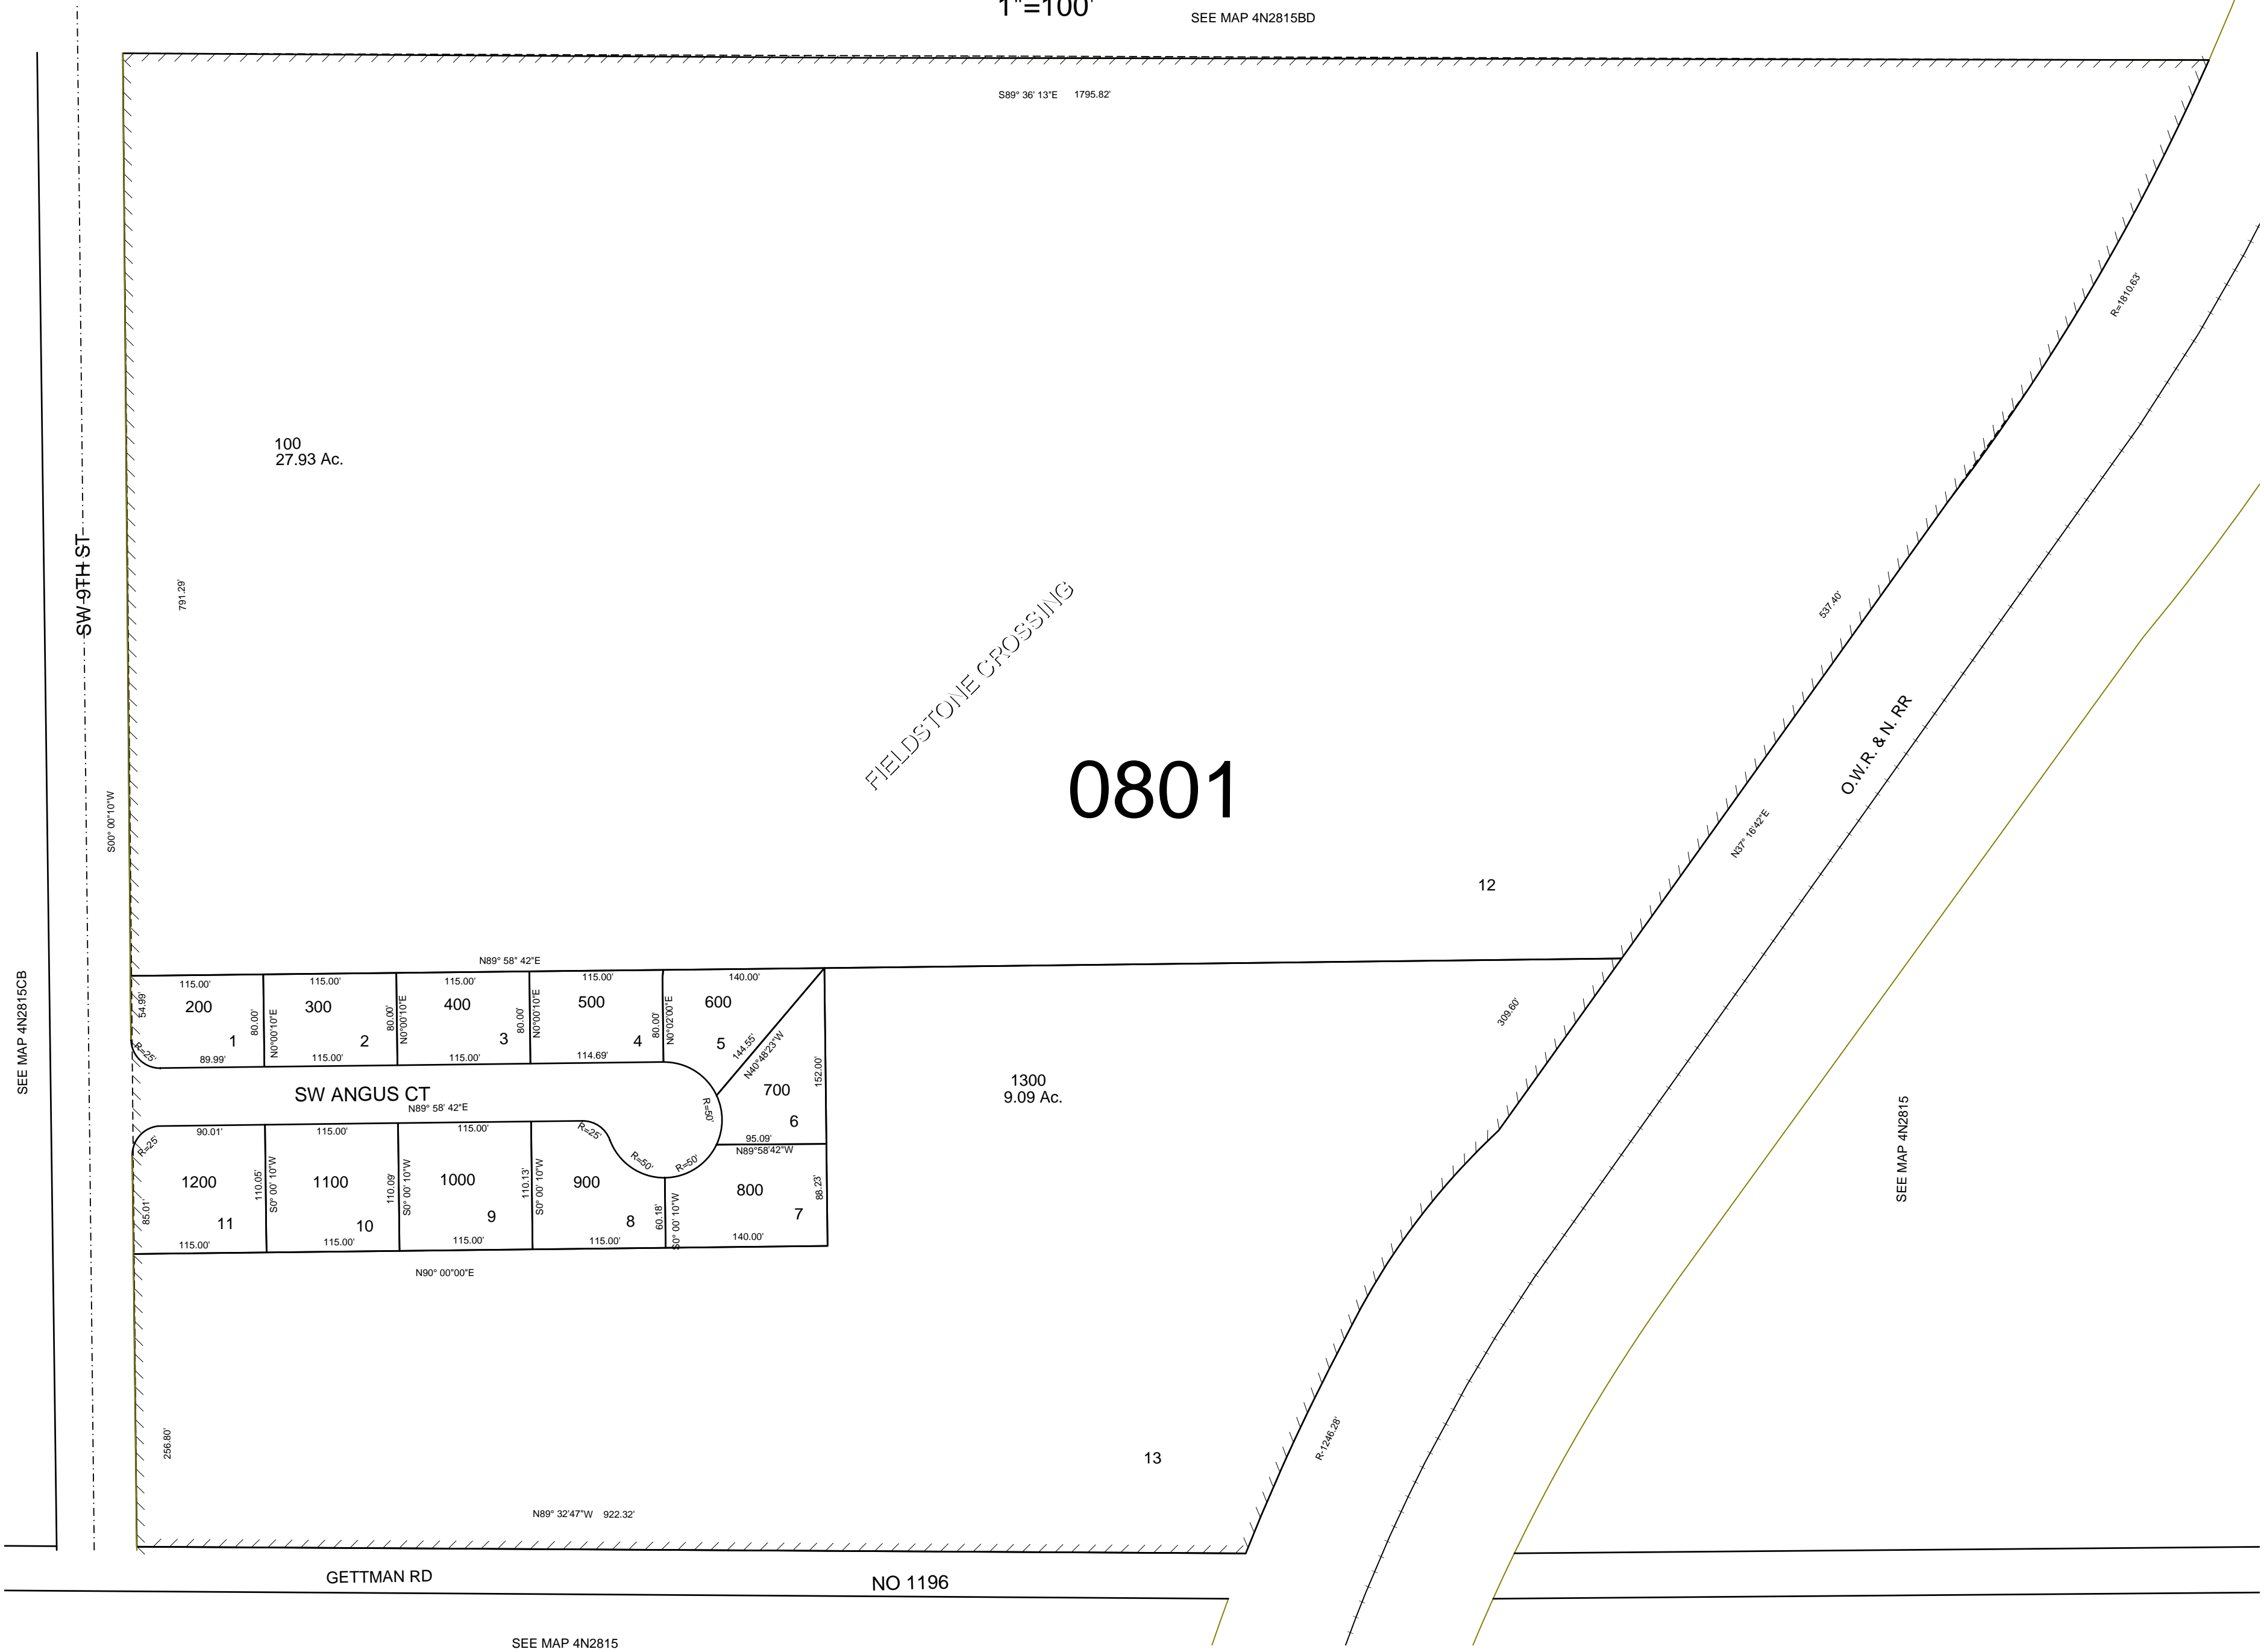 1"=100'
SEE MAP 4N2815BD
S89° 36' 13"E 1795.82'
R=1810.63'
100
27.93 Ac.
SW 9TH ST
791.29'
FIELDSTONE CROSSING
537.40'
O.W.R. & N. RR
0801
S00° 00'10"W
N37° 16'42"E
12
SEE MAP 4N2815CB
N89° 58" 42"E
115.00'
115.00'
115.00'
115.00'
140.00'
54.99'
200
1
80.00'
N0°00'10"E
300
2
80.00'
N0°00'10"E
400
3
80.00'
N0°00'10"E
500
4
80.00'
N0°02'00"E
600
5
144.55'
N40°48'23"W
309.60'
R=25'
89.99'
115.00'
115.00'
114.69'
700
6
152.00'
1300
9.09 Ac.
SW ANGUS CT
N89° 58' 42"E
R=50'
R=25'
90.01'
115.00'
115.00'
R=25'
R=50'
R=50'
95.09'
N89°58'42"W
SEE MAP 4N2815
1200
11
85.01'
110.05'
S0° 00' 10"W
1100
10
110.09'
S0° 00' 10"W
1000
9
110.13'
S0° 00' 10"W
900
8
60.18'
S0° 00' 10"W
800
7
88.23'
115.00'
115.00'
115.00'
115.00'
140.00'
N90° 00'00"E
256.80'
R-1246.28'
13
N89° 32'47"W 922.32'
GETTMAN RD
NO 1196
SEE MAP 4N2815